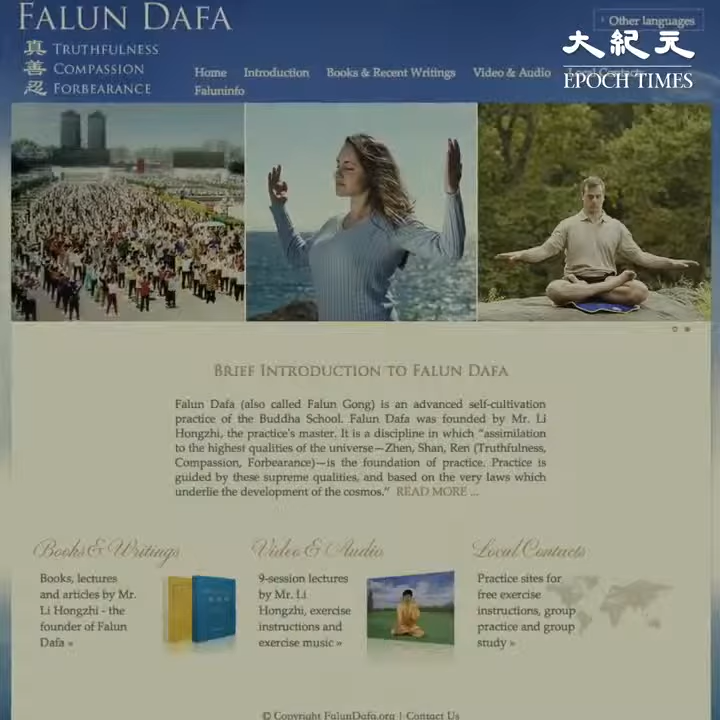 FALUN DAFA
真 TRUTHFULNESS
善 COMPASSION
忍 FORBEARANCE
Other languages
大紀元
EPOCH TIMES
Home Introduction Books & Recent Writings Video & Audio
Faluninfo
BRIEF INTRODUCTION TO FALUN DAFA
Falun Dafa (also called Falun Gong) is an advanced self-cultivation
practice of the Buddha School. Falun Dafa was founded by Mr. Li
Hongzhi, the practice's master. It is a discipline in which "assimilation
to the highest qualities of the universe—Zhen, Shan, Ren (Truthfulness,
Compassion, Forbearance)—is the foundation of practice. Practice is
guided by these supreme qualities, and based on the very laws which
underlie the development of the cosmos." READ MORE ...
Books & Writings
Books, lectures
and articles by Mr.
Li Hongzhi - the
founder of Falun
Dafa »
Video & Audio
9-session lectures
by Mr. Li
Hongzhi, exercise
instructions and
exercise music »
Local Contacts
Practice sites for
free exercise
instructions, group
practice and group
study »
© Copyright FalunDafa.org | Contact Us